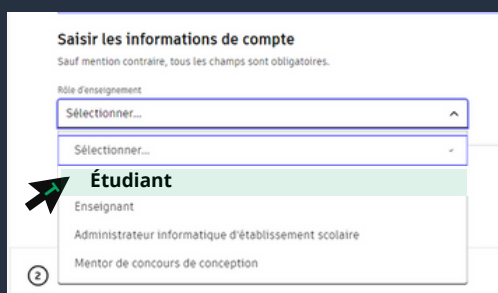 Saisir les informations de compte
Sauf mention contraire, tous les champs sont obligatoires.
Rôle d'enseignement
Sélectionner...
Sélectionner...
Étudiant
Enseignant
Administrateur informatique d'établissement scolaire
Mentor de concours de conception
2